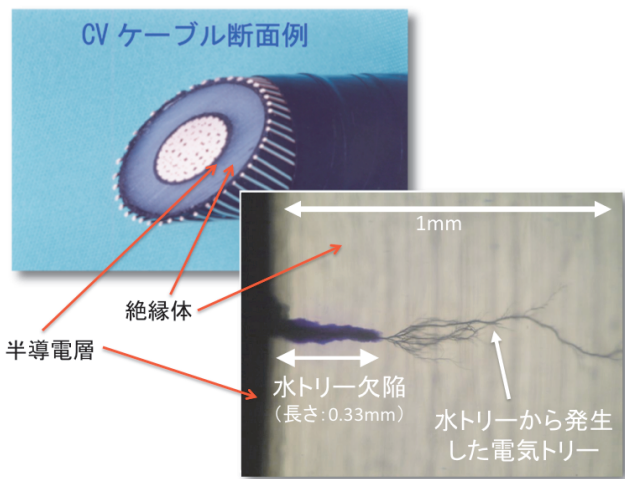 CVケーブル断面例
1mm
絶縁体
半導電層
水トリー欠陥
（長さ：0.33mm）
水トリーから発生
した電気トリー